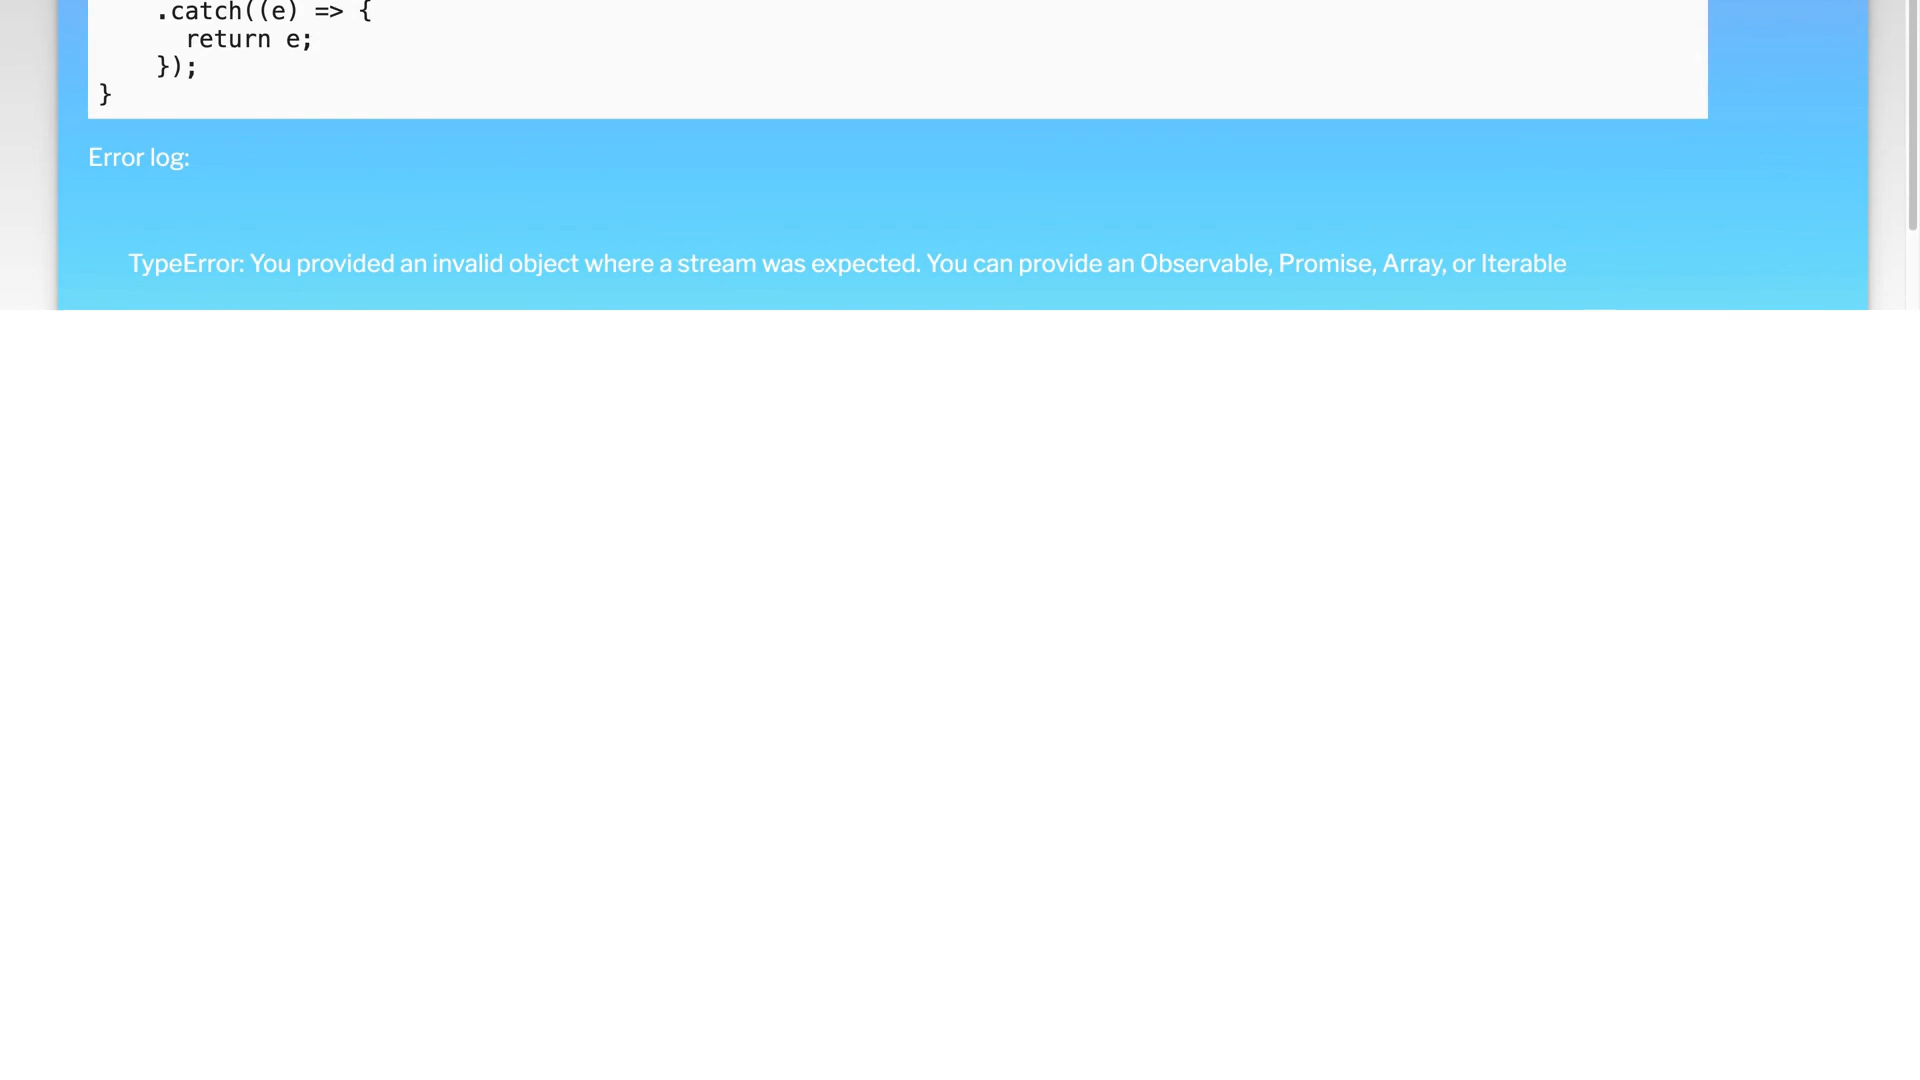 .catch((e) => {
return e;
});
}
Error log:
TypeError: You provided an invalid object where a stream was expected. You can provide an Observable, Promise, Array, or Iterable